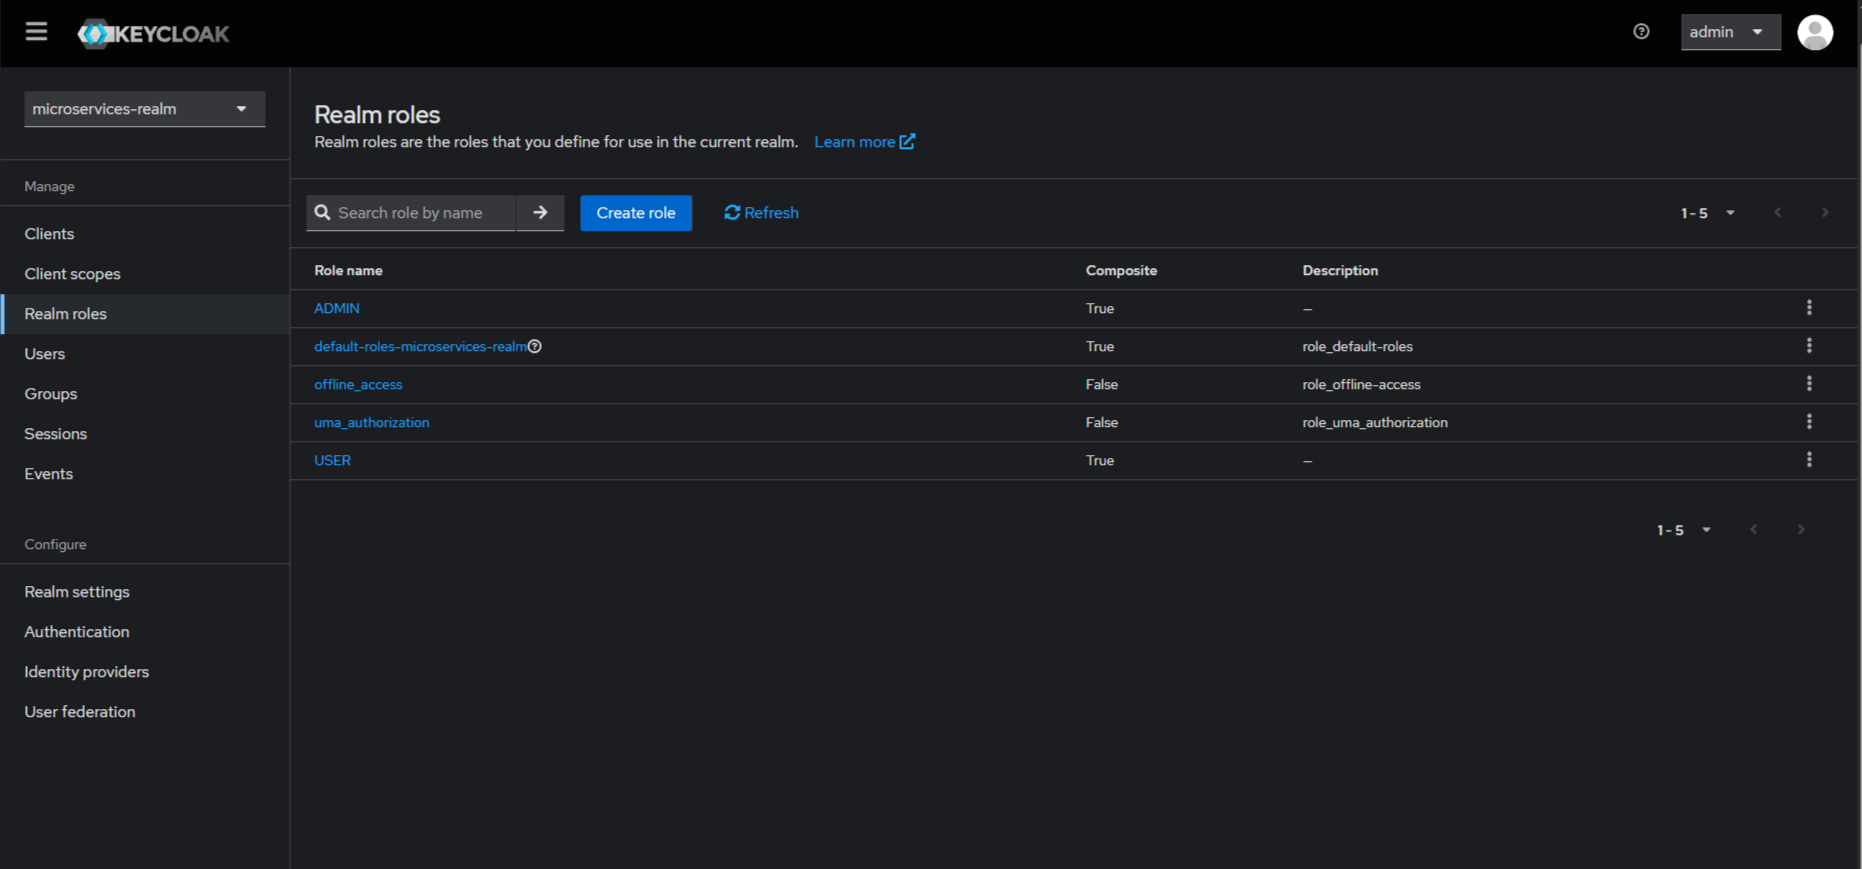 KEYCLOAK
admin
microservices-realm
Manage
Clients
Client scopes
Realm roles
Users
Groups
Sessions
Events
Configure
Realm settings
Authentication
Identity providers
User federation
Realm roles
Realm roles are the roles that you define for use in the current realm. Learn more
Search role by name Create role Refresh 1 - 5
Role name Composite Description
ADMIN True –
default-roles-microservices-realm True role_default-roles
offline_access False role_offline-access
uma_authorization False role_uma_authorization
USER True –
1 - 5